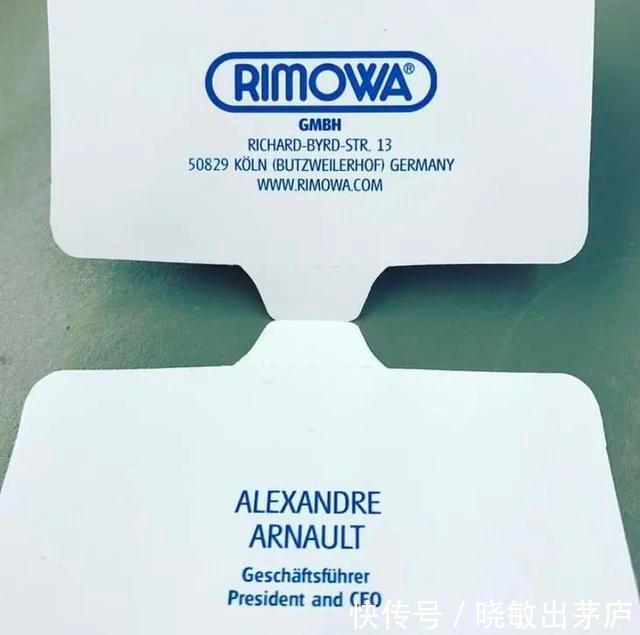 RIMOWA®
GMBH
RICHARD-BYRD-STR. 13
50829 KÖLN (BUTZWEILERHOF) GERMANY
WWW.RIMOWA.COM
ALEXANDRE
ARNAULT
Geschäftsführer
President and CEO
快传号 / 晓敏出茅庐